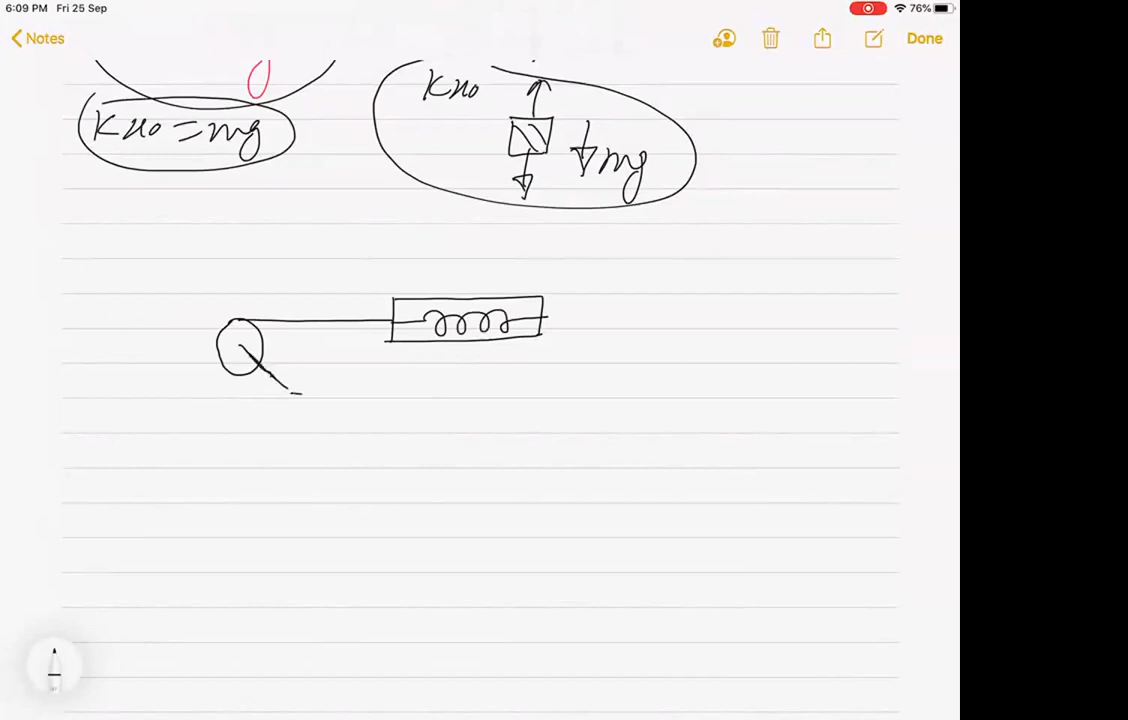 6:09 PM Fri 25 Sep
76%
Notes
Done
kx₀
kx₀ = mg
mg